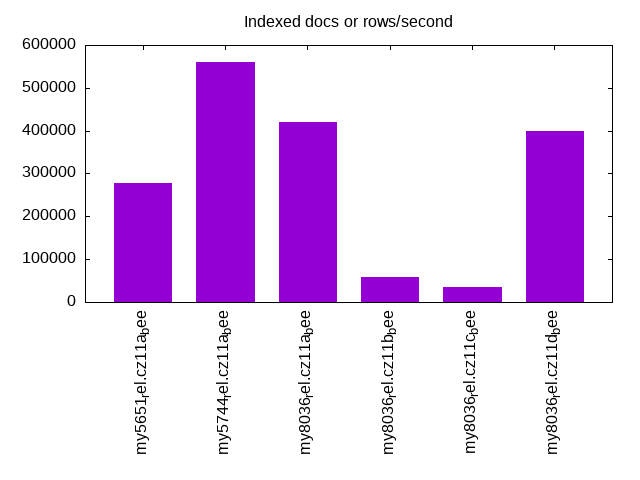 Indexed docs or rows/second
600000
500000
400000
300000
200000
100000
0
my5651rel.cz11abee
my5744rel.cz11abee
my8036rel.cz11abee
my8036rel.cz11bbee
my8036rel.cz11cbee
my8036rel.cz11dbee